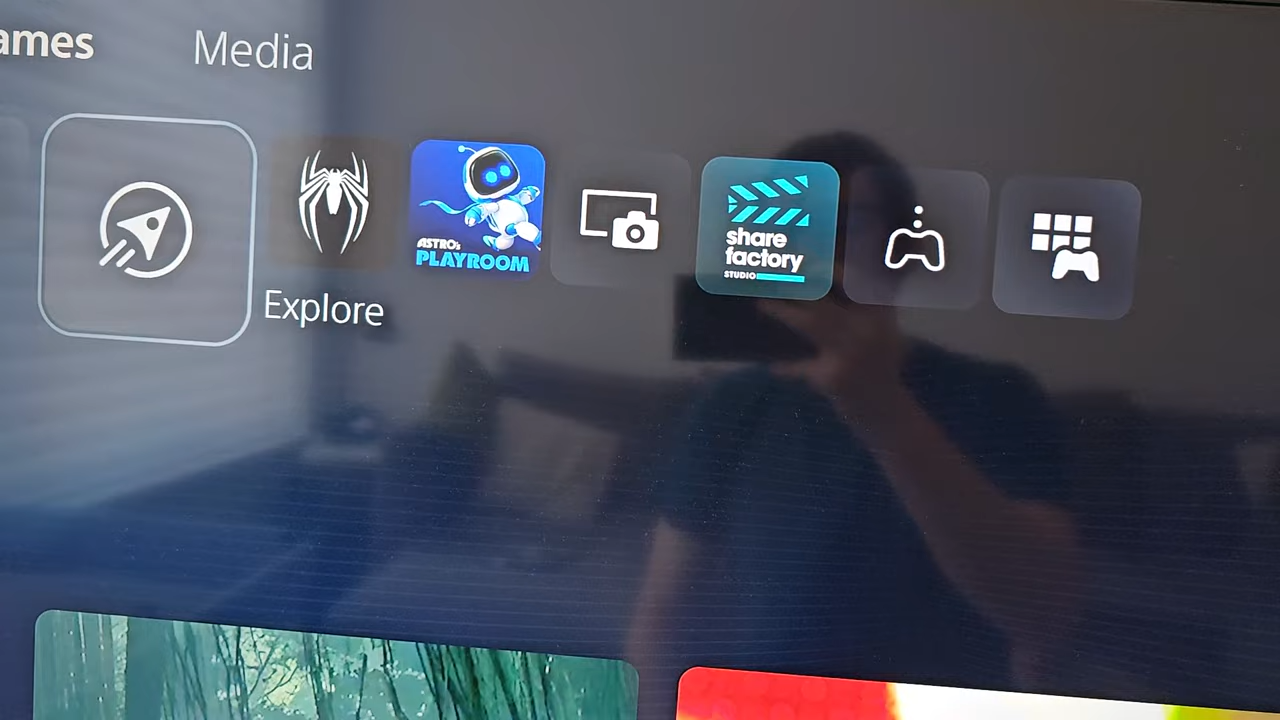 ames
Media
ASTRO's
PLAYROOM
share
factory
STUDIO
Explore